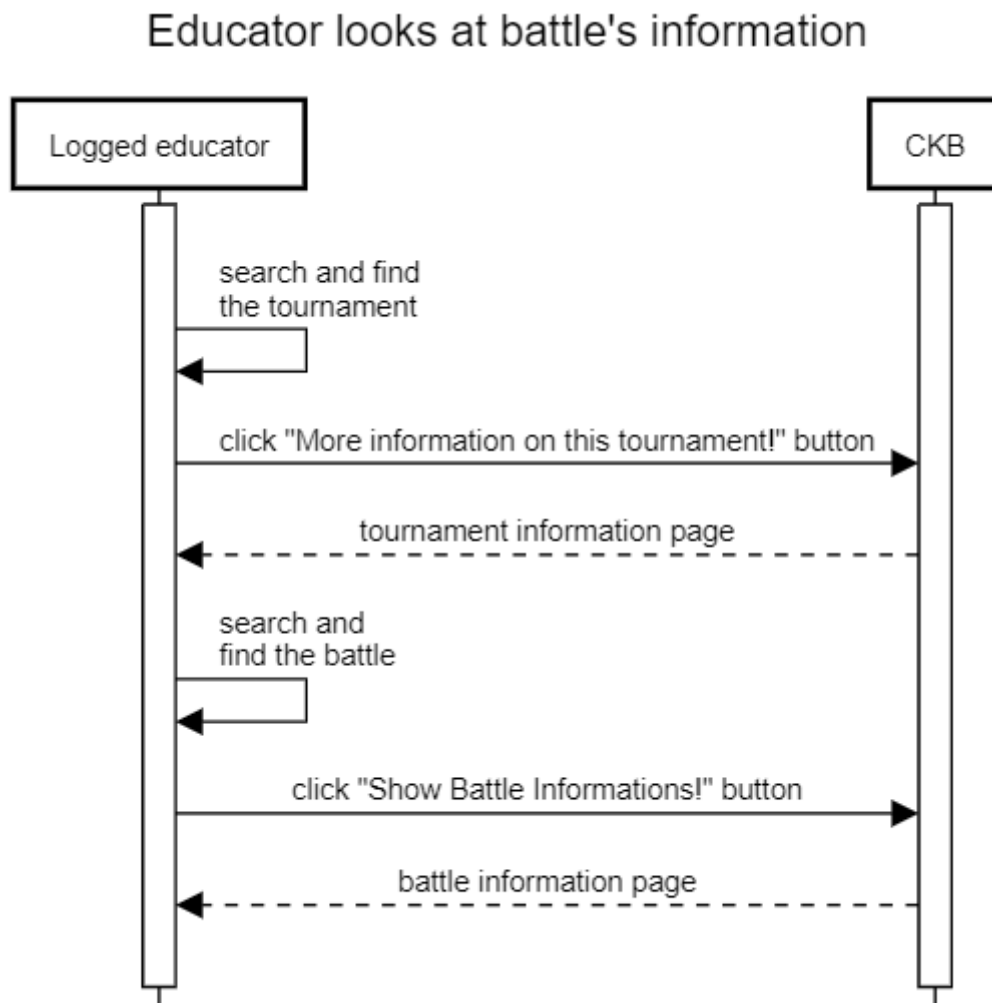 Educator looks at battle's information
Logged educator
CKB
search and find
the tournament
click "More information on this tournament!" button
tournament information page
search and
find the battle
click "Show Battle Informations!" button
battle information page